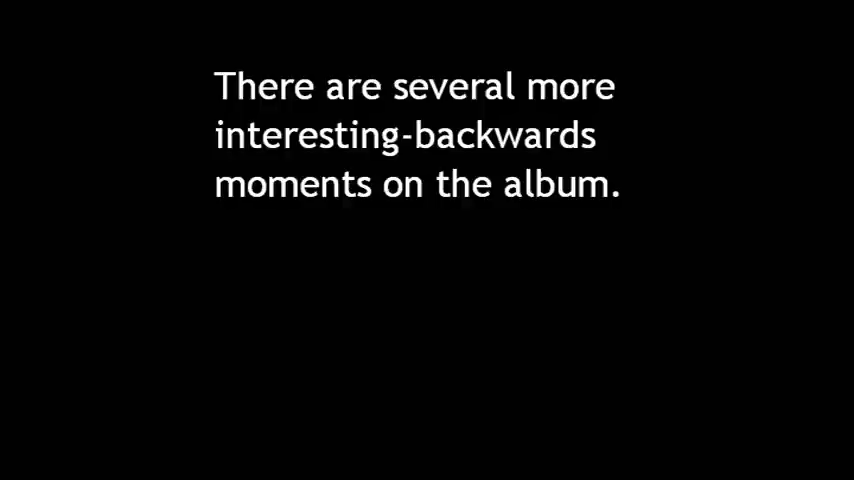 There are several more
interesting-backwards
moments on the album.